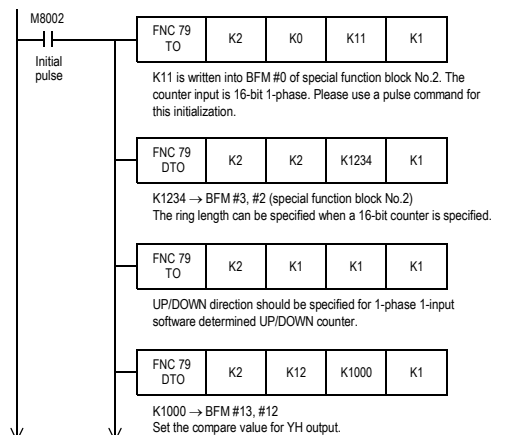 M8002
Initial
pulse
FNC 79
TO
K2
K0
K11
K1
K11 is written into BFM #0 of special function block No.2. The
counter input is 16-bit 1-phase. Please use a pulse command for
this initialization.
FNC 79
DTO
K2
K2
K1234
K1
K1234 → BFM #3, #2 (special function block No.2)
The ring length can be specified when a 16-bit counter is specified.
FNC 79
TO
K2
K1
K1
K1
UP/DOWN direction should be specified for 1-phase 1-input
software determined UP/DOWN counter.
FNC 79
DTO
K2
K12
K1000
K1
K1000 → BFM #13, #12
Set the compare value for YH output.